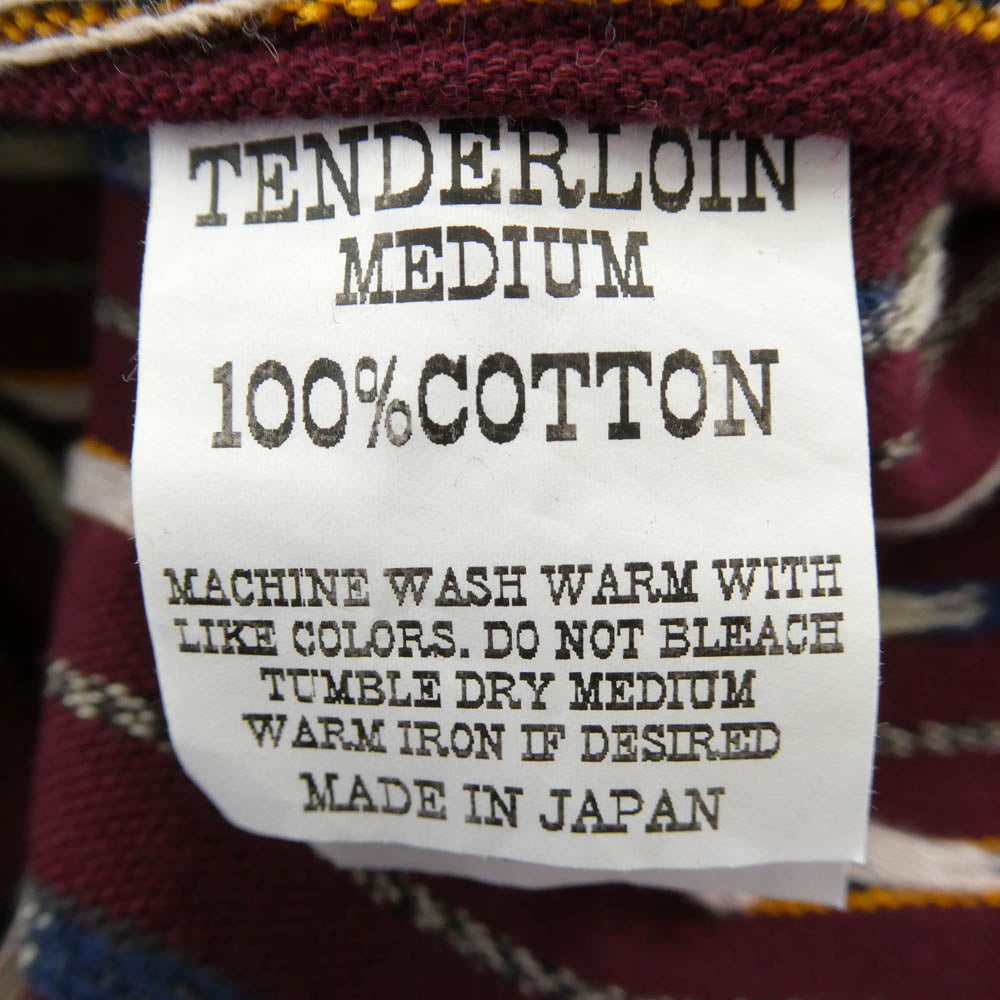 TENDERLOIN
MEDIUM
100%COTTON
MACHINE WASH WARM WITH
LIKE COLORS. DO NOT BLEACH
TUMBLE DRY MEDIUM
WARM IRON IF DESIRED
MADE IN JAPAN